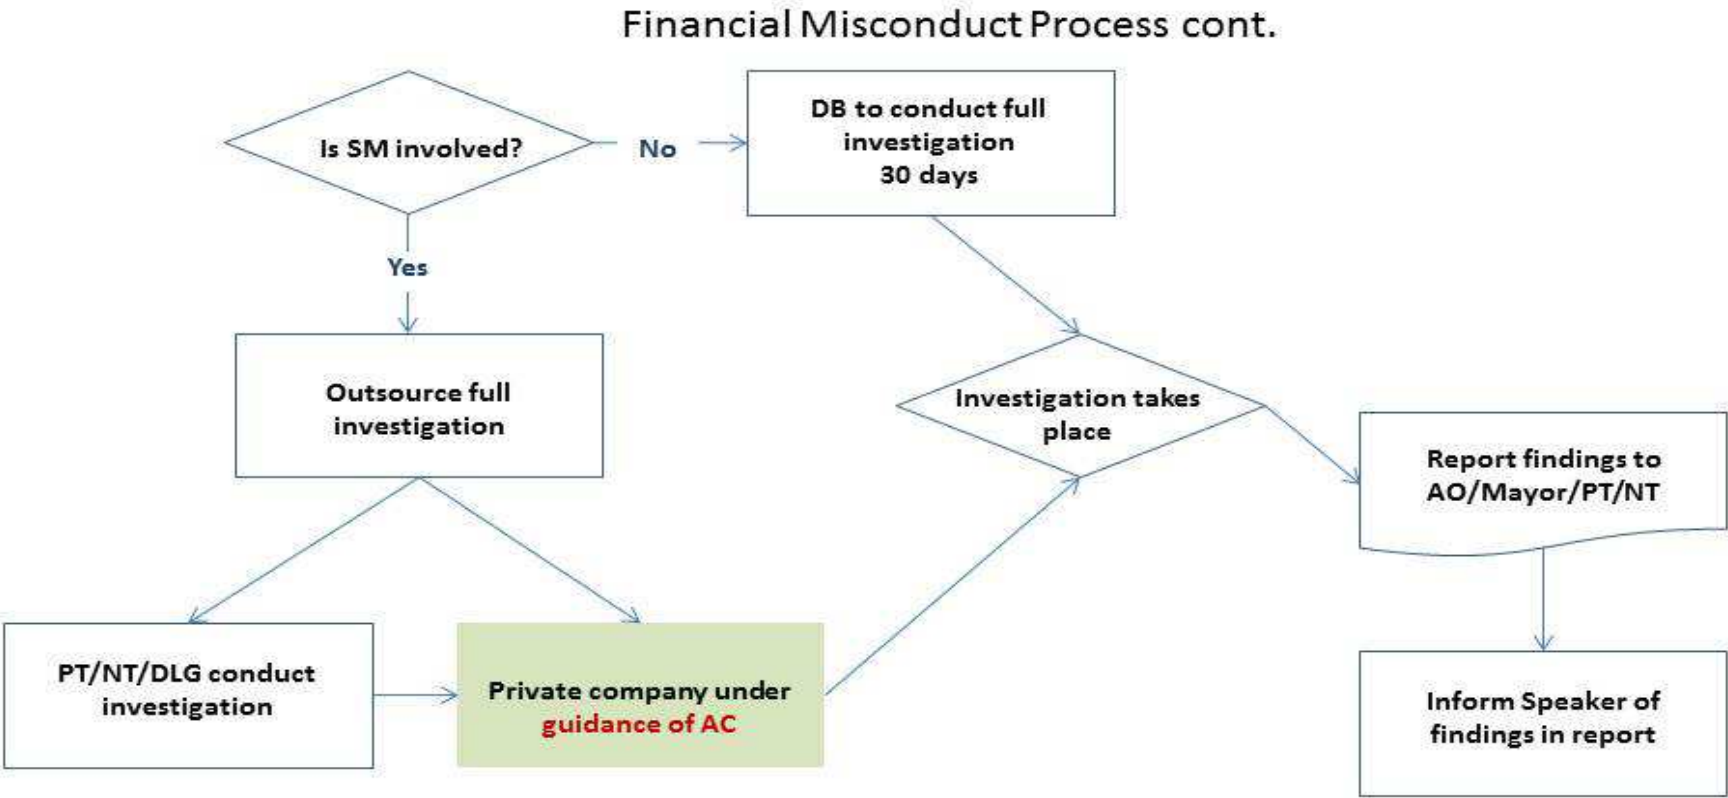 Financial Misconduct Process cont.
Is SM involved?
No
DB to conduct full
investigation
30 days
Yes
Outsource full
investigation
Investigation takes
place
Report findings to
AO/Mayor/PT/NT
PT/NT/DLG conduct
investigation
Private company under
guidance of AC
Inform Speaker of
findings in report